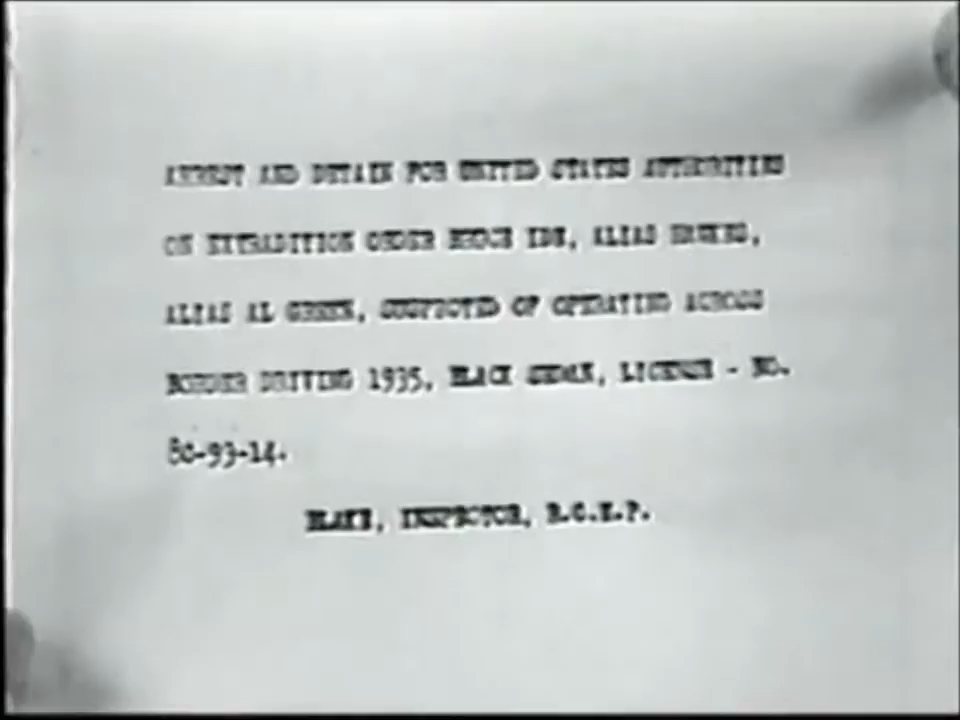 ARREST AND DETAIN FOR UNITED STATES AUTHORITIES
ON EXTRADITION ORDER ALIAS
ALIAS AL GREEN, SUSPECTED OF OPERATING ACROSS
BORDER DRIVING 1935, BLACK SEDAN, LICENSE - NO.
80-93-14.
BLAKE, INSPECTOR, R.C.M.P.